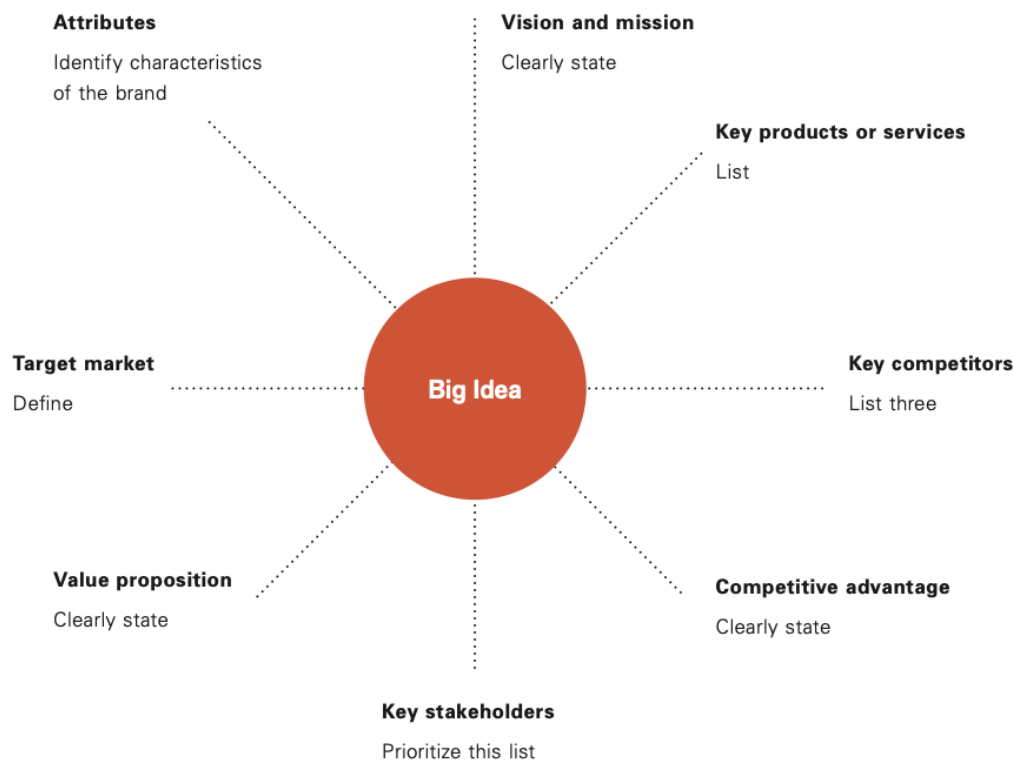 Attributes
Identify characteristics
of the brand
Vision and mission
Clearly state
Key products or services
List
Target market
Define
Big Idea
Key competitors
List three
Value proposition
Clearly state
Competitive advantage
Clearly state
Key stakeholders
Prioritize this list